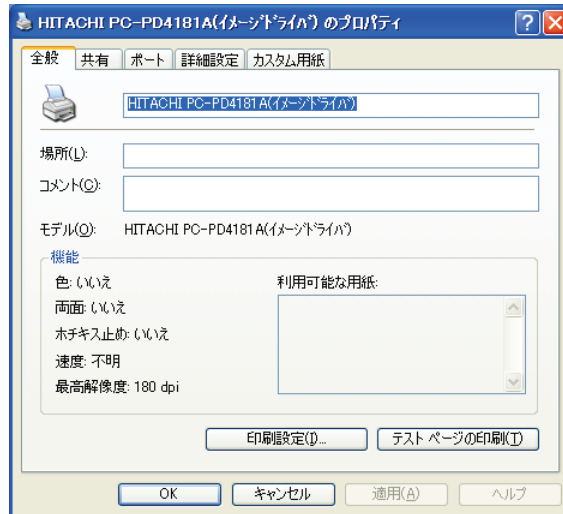 HITACHI PC-PD4181A(ｲﾒｰｼﾞﾄﾞﾗｲﾊﾞ) のプロパティ
全般 共有 ポート 詳細設定 カスタム用紙
HITACHI PC-PD4181A(ｲﾒｰｼﾞﾄﾞﾗｲﾊﾞ)
場所(L):
コメント(C):
モデル(O): HITACHI PC-PD4181A(ｲﾒｰｼﾞﾄﾞﾗｲﾊﾞ)
機能
色: いいえ 利用可能な用紙:
両面: いいえ
ホチキス止め: いいえ
速度: 不明
最高解像度: 180 dpi
印刷設定(I)... テスト ページの印刷(T)
OK キャンセル 適用(A) ヘルプ